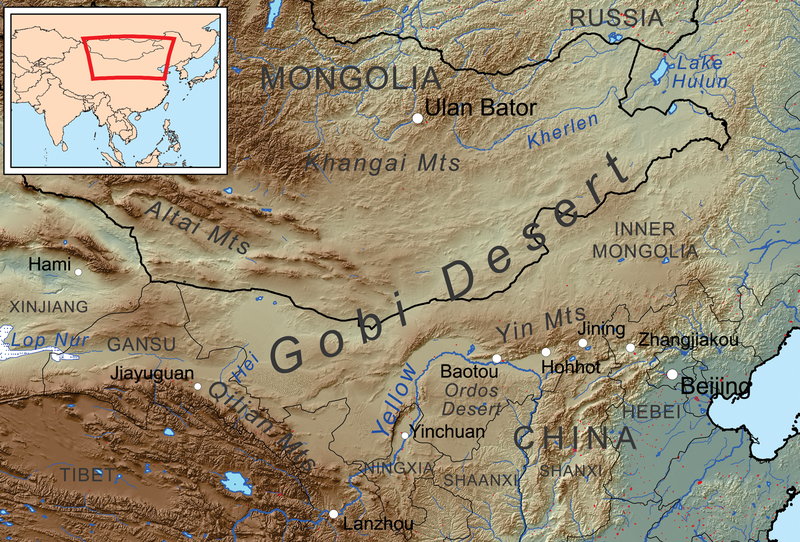 RUSSIA
MONGOLIA
Lake
Hulun
Ulan Bator
Kherlen
Khangai Mts
Altai Mts
Gobi Desert
INNER
MONGOLIA
Hami
XINJIANG
Lop Nur
GANSU
Hei
Jiayuguan
Qilian Mts
Yin Mts
Jining
Zhangjiakou
Hohhot
Baotou
Beijing
Ordos
Desert
Yellow
HEBEI
Yinchuan
CHINA
NINGXIA
SHANXI
SHAANXI
TIBET
Lanzhou